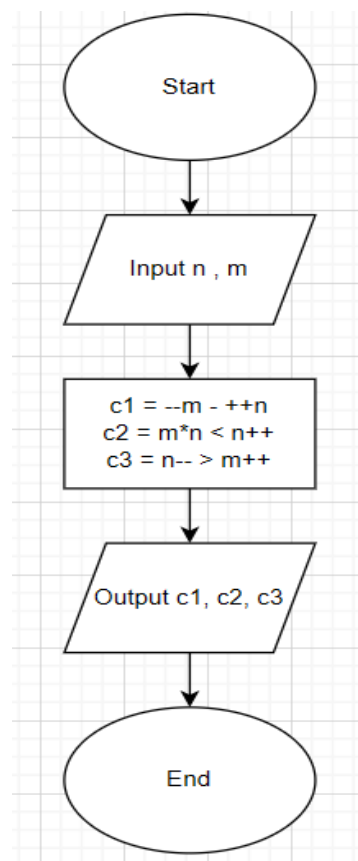 Start
Input n , m
c1 = --m - ++n
c2 = m*n < n++
c3 = n-- > m++
Output c1, c2, c3
End